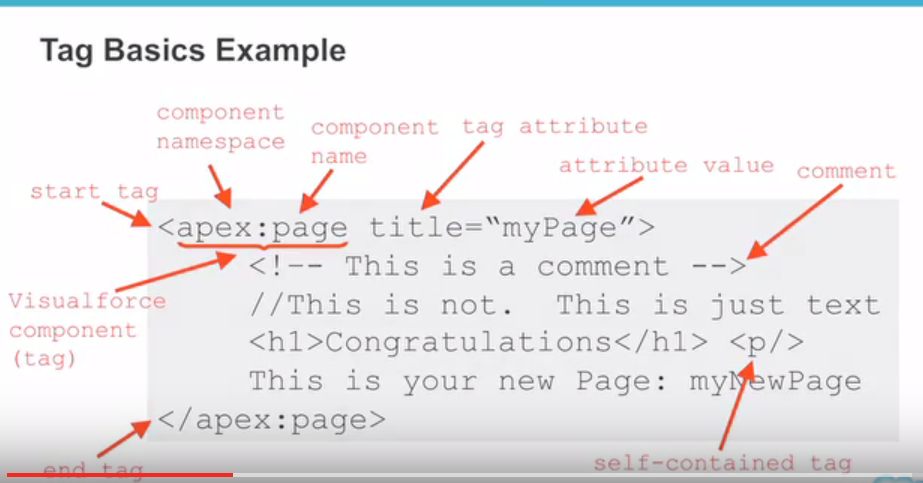 Tag Basics Example
component
namespace
component
name
tag attribute
attribute value
comment
start tag
<apex:page title=“myPage”>
<!-- This is a comment -->
Visualforce
component
(tag)
//This is not.  This is just text
<h1>Congratulations</h1> <p/>
This is your new Page: myNewPage
</apex:page>
end tag
self-contained tag